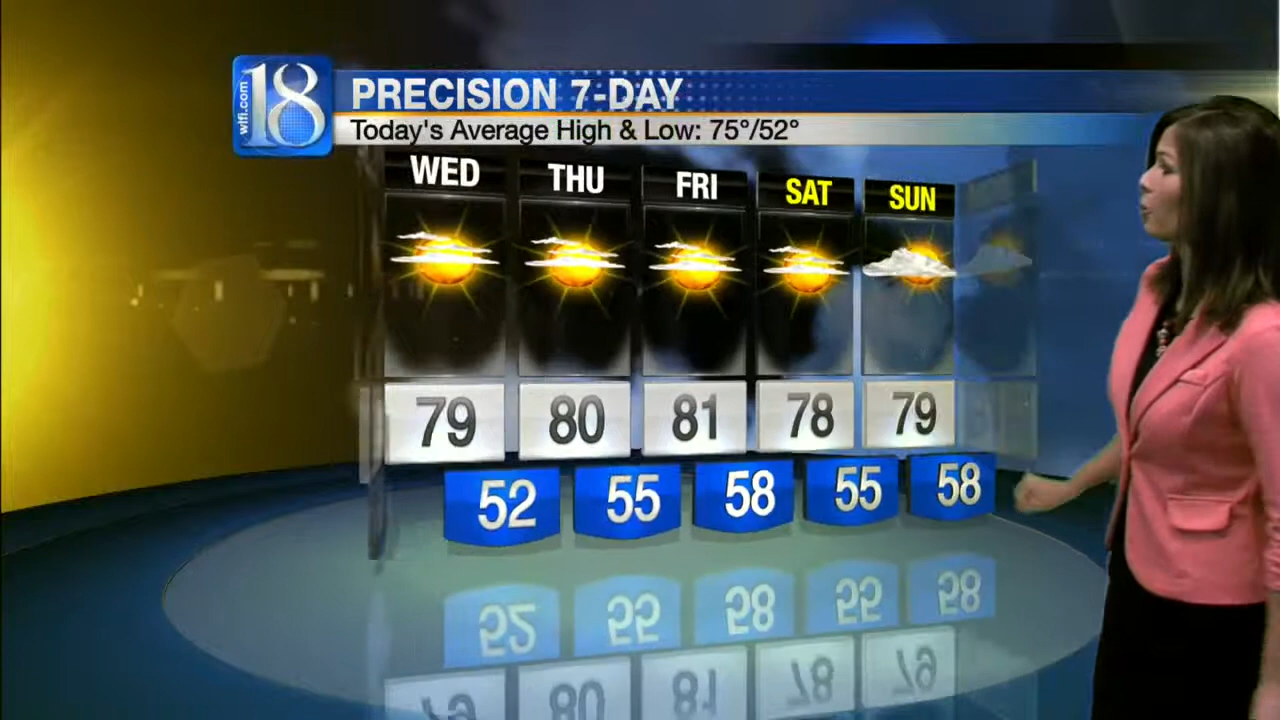 wlfi.com
18
PRECISION 7-DAY
Today's Average High & Low: 75°/52°
WED THU FRI SAT SUN
79 80 81 78 79
52 55 58 55 58